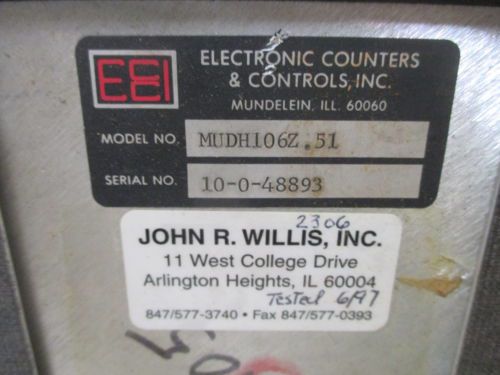 EEI
ELECTRONIC COUNTERS
& CONTROLS, INC.
MUNDELEIN, ILL. 60060
MODEL NO. MUDH106Z.51
SERIAL NO. 10-0-48893
2306
JOHN R. WILLIS, INC.
11 West College Drive
Arlington Heights, IL 60004
Tested 6/97
847/577-3740 • Fax 847/577-0393